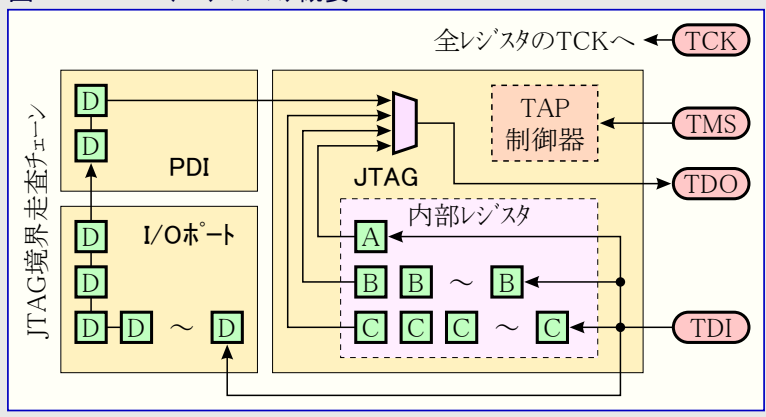 全ﾚｼﾞｽﾀのTCKへ
TCK
D
D
PDI
TAP
制御器
TMS
JTAG
TDO
JTAG境界走査ﾁｪｰﾝ
I/Oﾎﾟｰﾄ
内部ﾚｼﾞｽﾀ
D
A
D
B B ～ B
D D ～ D
C C C ～ C
TDI